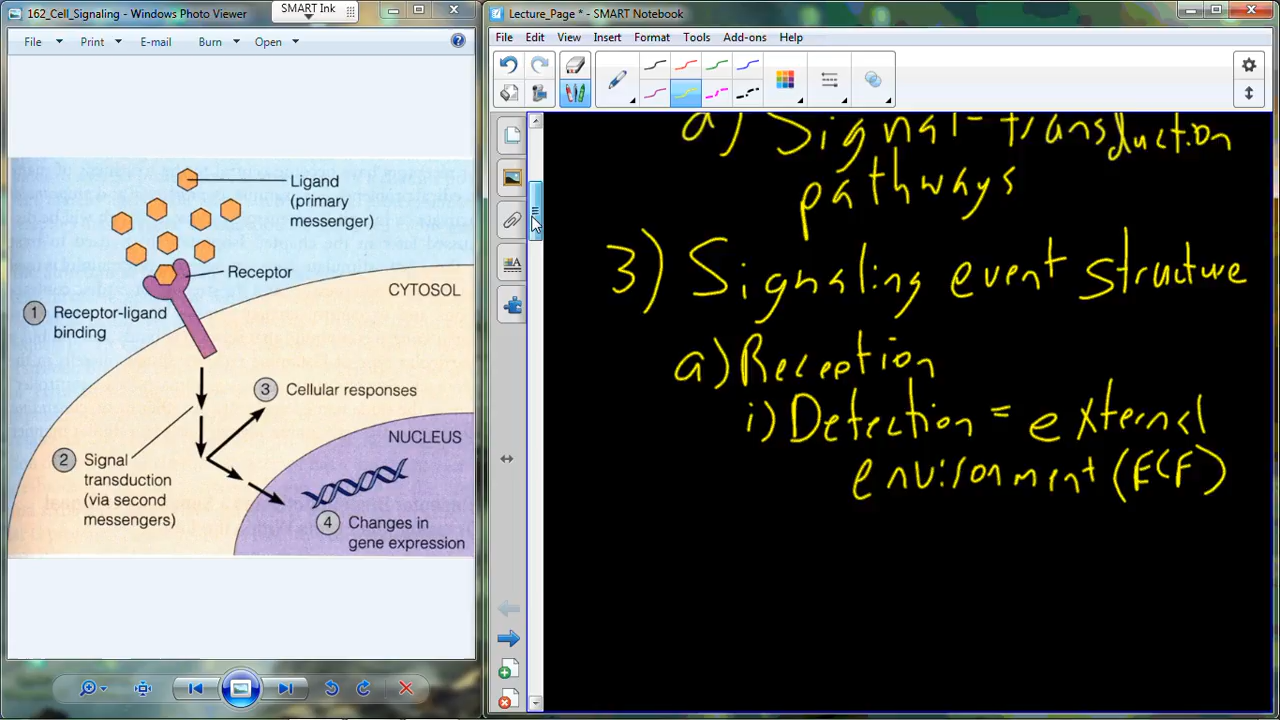 162_Cell_Signaling - Windows Photo Viewer
SMART Ink
File Print E-mail Burn Open
Ligand
(primary
messenger)
Receptor
CYTOSOL
1 Receptor-ligand
binding
3 Cellular responses
NUCLEUS
2 Signal
transduction
(via second
messengers)
4 Changes in
gene expression
Lecture_Page * - SMART Notebook
File Edit View Insert Format Tools Add-ons Help
a) Signal-transduction
pathways
3) Signaling event structure
a) Reception
i) Detection = external
environment (ECF)